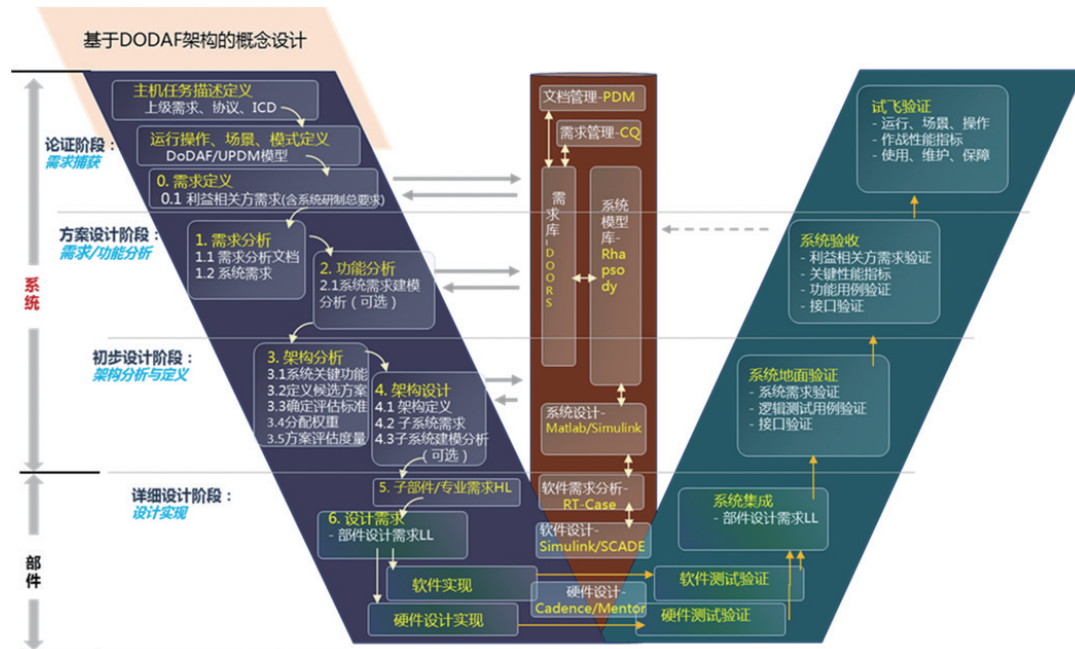 基于DODAF架构的概念设计
系统
部件
论证阶段：
需求捕获
方案设计阶段：
需求/功能分析
初步设计阶段：
架构分析与定义
详细设计阶段：
设计实现
主机任务描述定义
上级需求、协议、ICD
运行操作、场景、模式定义
DoDAF/UPDM模型
0. 需求定义
0.1 利益相关方需求(含系统研制总要求)
1. 需求分析
1.1 需求分析文档
1.2 系统需求
2. 功能分析
2.1系统需求建模
分析（可选）
3. 架构分析
3.1系统关键功能
3.2定义候选方案
3.3确定评估标准
3.4分配权重
3.5方案评估度量
4. 架构设计
4.1 架构定义
4.2 子系统需求
4.3子系统建模分析
（可选）
5. 子部件/专业需求HL
6. 设计需求
- 部件设计需求LL
软件实现
硬件设计实现
文档管理-PDM
需求管理-CQ
需求库-DOORS
系统模型库-Rhapsody
系统设计-
Matlab/Simulink
软件需求分析-
RT-Case
软件设计-
Simulink/SCADE
硬件设计-
Cadence/Mentor
试飞验证
- 运行、场景、操作
- 作战性能指标
- 使用、维护、保障
系统验收
- 利益相关方需求验证
- 关键性能指标
- 功能用例验证
- 接口验证
系统地面验证
- 系统需求验证
- 逻辑测试用例验证
- 接口验证
系统集成
- 部件设计需求LL
软件测试验证
硬件测试验证